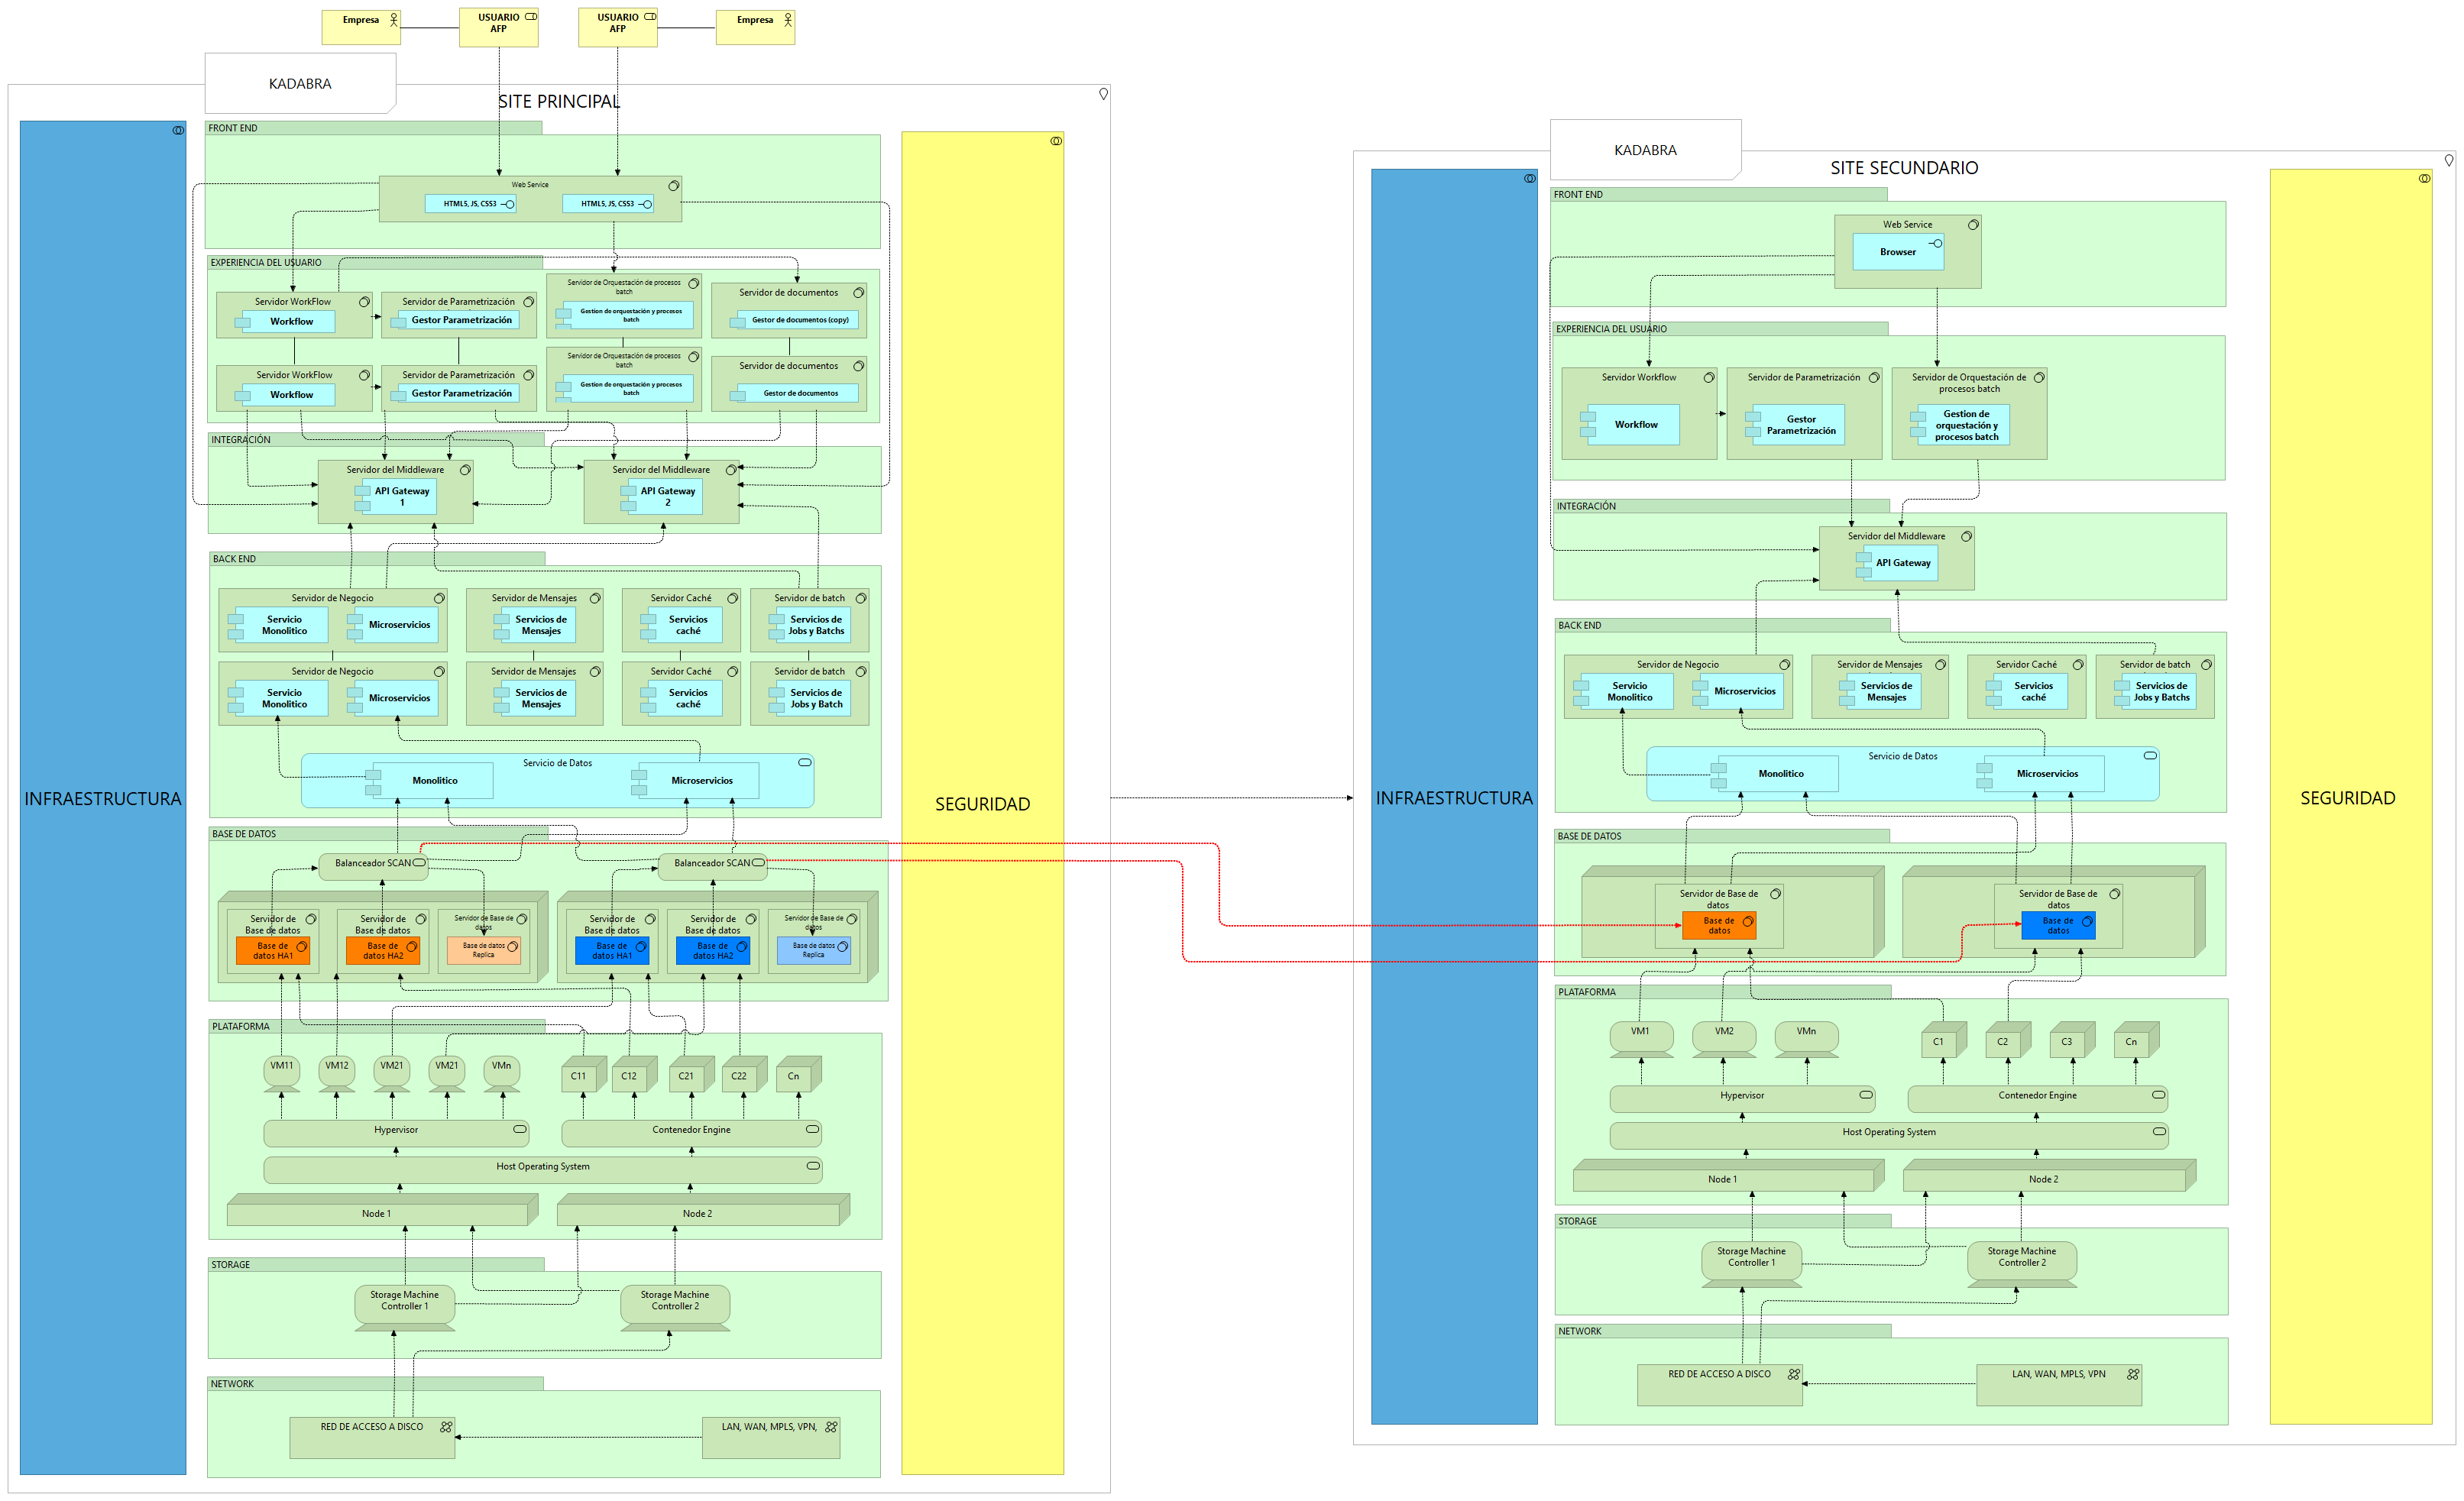 Empresa
USUARIO
AFP
USUARIO
AFP
Empresa
KADABRA
SITE PRINCIPAL
INFRAESTRUCTURA
SEGURIDAD
FRONT END
Web Service
HTML5, JS, CSS3
HTML5, JS, CSS3
EXPERIENCIA DEL USUARIO
Servidor WorkFlow
Workflow
Servidor de Parametrización
Gestor Parametrización
Servidor de Orquestación de procesos
batch
Gestion de orquestación y procesos
batch
Servidor de documentos
Gestor de documentos (copy)
Servidor WorkFlow
Workflow
Servidor de Parametrización
Gestor Parametrización
Servidor de Orquestación de procesos
batch
Gestion de orquestación y procesos
batch
Servidor de documentos
Gestor de documentos
INTEGRACIÓN
Servidor del Middleware
API Gateway
1
Servidor del Middleware
API Gateway
2
BACK END
Servidor de Negocio
Servicio
Monolitico
Microservicios
Servidor de Mensajes
Servicios de
Mensajes
Servidor Caché
Servicios
caché
Servidor de batch
Servicios de
Jobs y Batchs
Servidor de Negocio
Servicio
Monolitico
Microservicios
Servidor de Mensajes
Servicios de
Mensajes
Servidor Caché
Servicios
caché
Servidor de batch
Servicios de
Jobs y Batch
Servicio de Datos
Monolitico
Microservicios
BASE DE DATOS
Balanceador SCAN
Balanceador SCAN
Servidor de
Base de datos
Base de
datos HA1
Servidor de
Base de datos
Base de
datos HA2
Servidor de Base de
datos
Base de datos
Replica
Servidor de
Base de datos
Base de
datos HA1
Servidor de
Base de datos
Base de
datos HA2
Servidor de Base de
datos
Base de datos
Replica
PLATAFORMA
VM11
VM12
VM21
VM21
VMn
C11
C12
C21
C22
Cn
Hypervisor
Contenedor Engine
Host Operating System
Node 1
Node 2
STORAGE
Storage Machine
Controller 1
Storage Machine
Controller 2
NETWORK
RED DE ACCESO A DISCO
LAN, WAN, MPLS, VPN,
KADABRA
SITE SECUNDARIO
INFRAESTRUCTURA
SEGURIDAD
FRONT END
Web Service
Browser
EXPERIENCIA DEL USUARIO
Servidor Workflow
Workflow
Servidor de Parametrización
Gestor
Parametrización
Servidor de Orquestación de
procesos batch
Gestion de
orquestación y
procesos batch
INTEGRACIÓN
Servidor del Middleware
API Gateway
BACK END
Servidor de Negocio
Servicio
Monolitico
Microservicios
Servidor de Mensajes
Servicios de
Mensajes
Servidor Caché
Servicios
caché
Servidor de batch
Servicios de
Jobs y Batchs
Servicio de Datos
Monolitico
Microservicios
BASE DE DATOS
Servidor de Base de
datos
Base de
datos
Servidor de Base de
datos
Base de
datos
PLATAFORMA
VM1
VM2
VMn
C1
C2
C3
Cn
Hypervisor
Contenedor Engine
Host Operating System
Node 1
Node 2
STORAGE
Storage Machine
Controller 1
Storage Machine
Controller 2
NETWORK
RED DE ACCESO A DISCO
LAN, WAN, MPLS, VPN